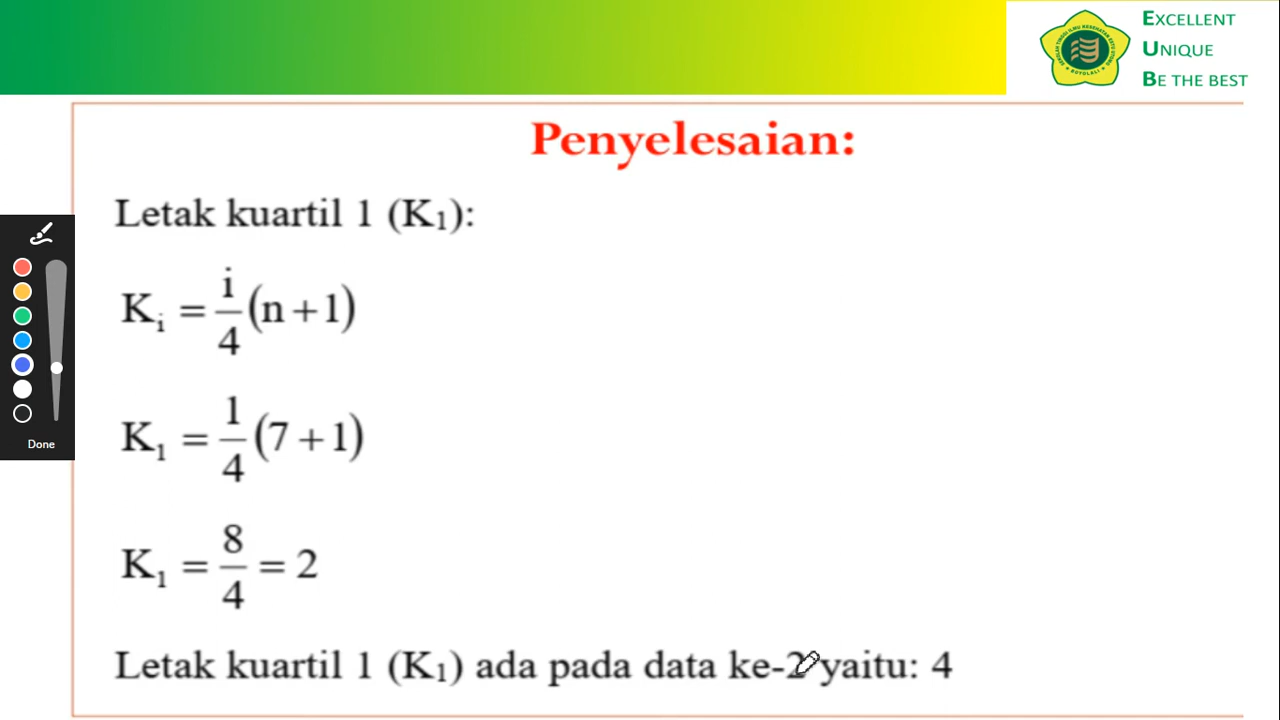 EXCELLENT
UNIQUE
BE THE BEST
Penyelesaian:
Letak kuartil 1 (K₁):
Kᵢ = i/4 (n + 1)
K₁ = 1/4 (7 + 1)
K₁ = 8/4 = 2
Letak kuartil 1 (K₁) ada pada data ke-2 yaitu: 4
Done
BOYOLALI